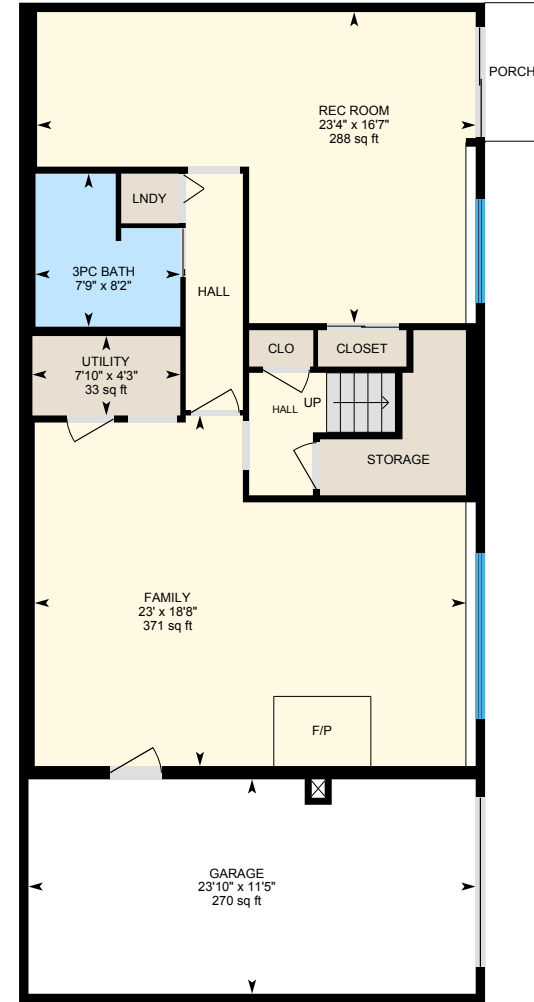 PORCH
REC ROOM
23'4" x 16'7"
288 sq ft
LNDY
3PC BATH
7'9" x 8'2"
HALL
CLO
CLOSET
UTILITY
7'10" x 4'3"
33 sq ft
HALL
UP
STORAGE
FAMILY
23' x 18'8"
371 sq ft
F/P
GARAGE
23'10" x 11'5"
270 sq ft